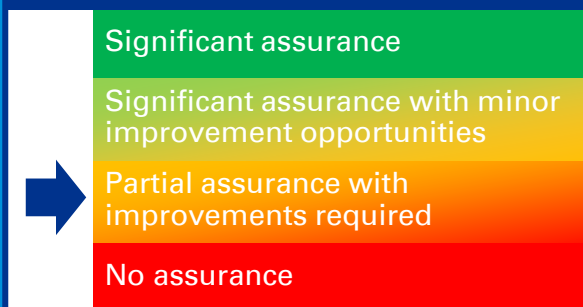 Significant assurance
Significant assurance with minor
improvement opportunities
Partial assurance with
improvements required
No assurance